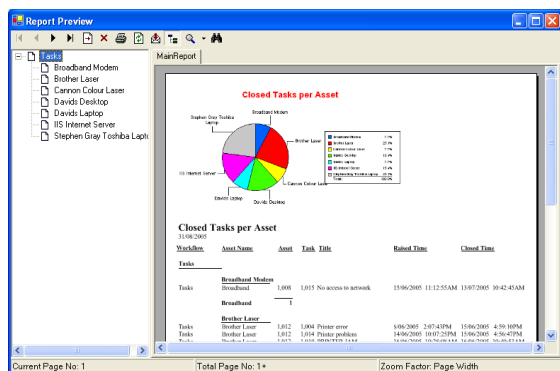 Report Preview
Tasks
Broadband Modem
Brother Laser
Cannon Colour Laser
Davids Desktop
Davids Laptop
IIS Internet Server
Stephen Gray Toshiba Lapt
MainReport
Closed Tasks per Asset
Broadband Modem
Stephen Gray Toshiba
Laptop
Brother Laser
IIS Internet Server
Cannon Colour Laser
Davids Laptop
Davids Desktop
Closed Tasks per Asset
31/08/2005
Workflow Asset Name Asset Task Title Raised Time Closed Time
Tasks
Broadband Modem
Tasks Broadband 1,008 1,015 No access to network 15/06/2005 11:12:55AM 13/07/2005 10:42:45AM
Broadband 1
Brother Laser
Tasks Brother Laser 1,012 1,004 Printer error 8/06/2005 2:07:43PM 15/06/2005 4:59:10PM
Tasks Brother Laser 1,012 1,014 Printer problem 14/06/2005 10:07:25PM 15/06/2005 4:56:47PM
Current Page No: 1 Total Page No: 1+ Zoom Factor: Page Width